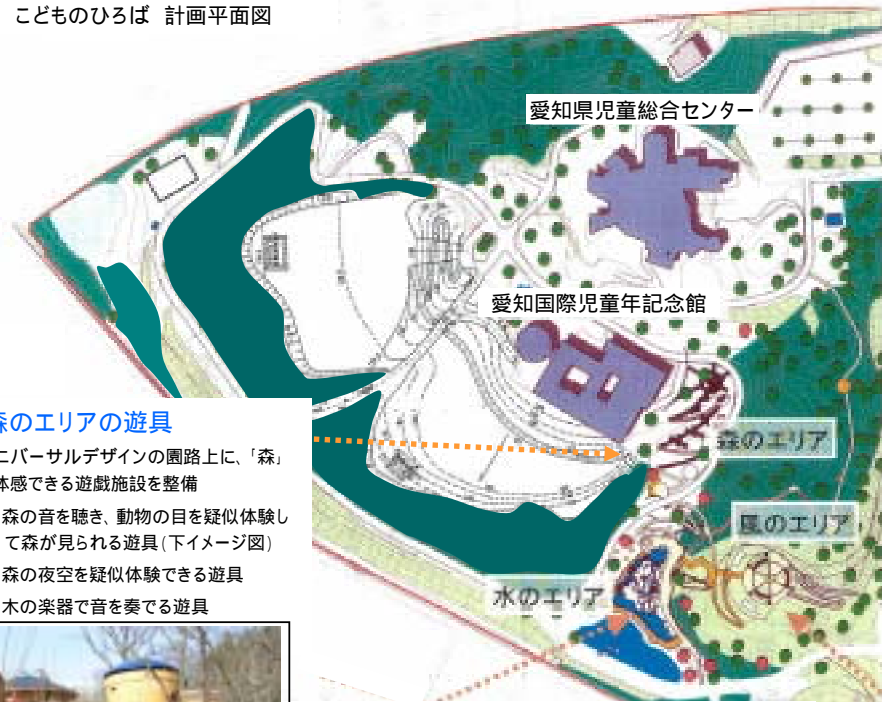 こどものひろば 計画平面図
愛知県児童総合センター
愛知国際児童年記念館
森のエリアの遊具
ニバーサルデザインの園路上に、「森」
体感できる遊戯施設を整備
森の音を聴き、動物の目を疑似体験し
て森が見られる遊具(下イメージ図)
森の夜空を疑似体験できる遊具
木の楽器で音を奏でる遊具
森のエリア
風のエリア
水のエリア